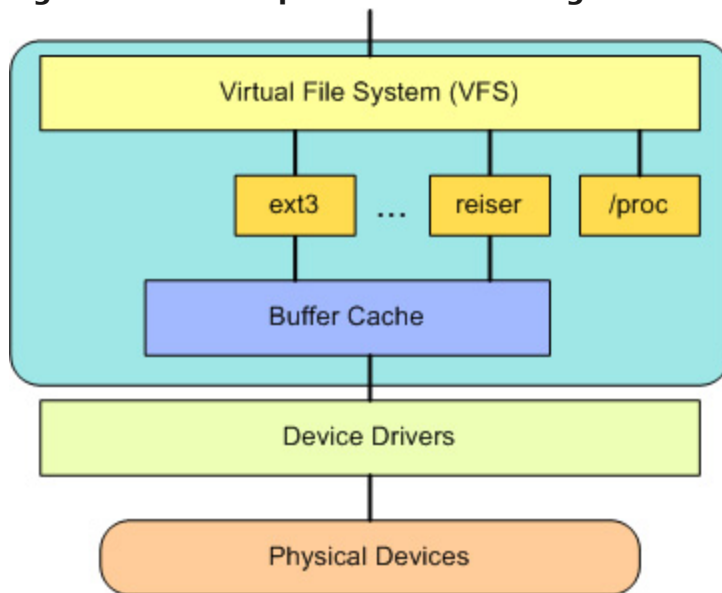 Virtual File System (VFS)
ext3 ... reiser /proc
Buffer Cache
Device Drivers
Physical Devices